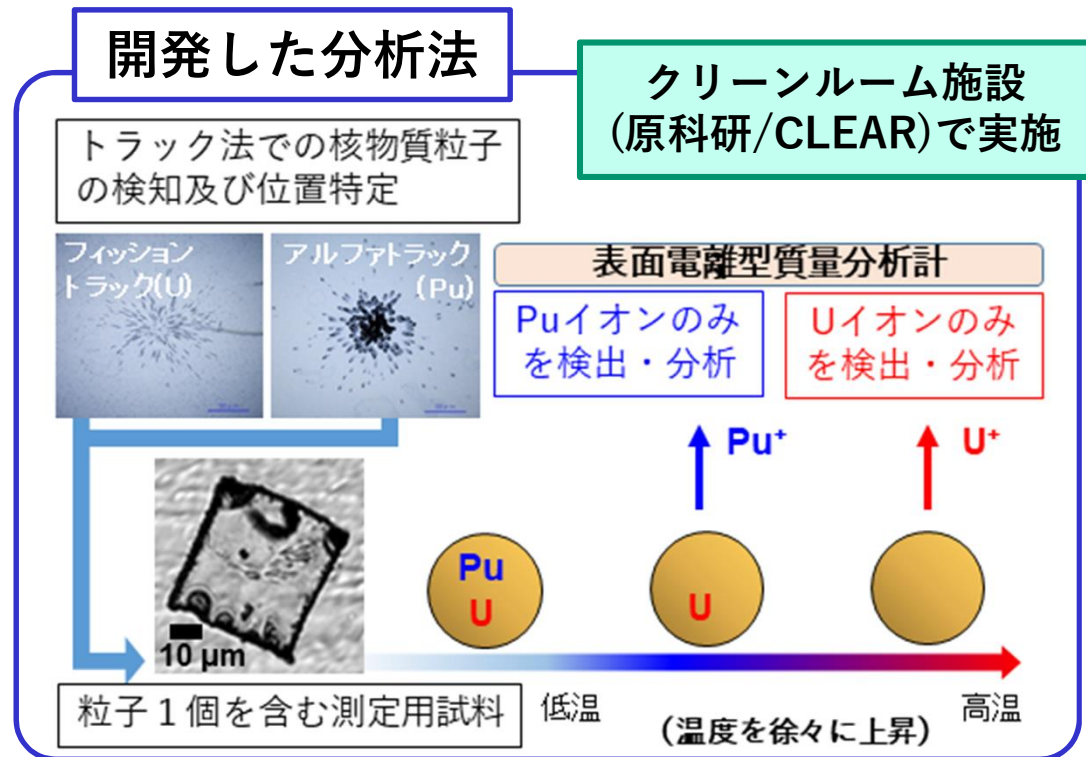 開発した分析法
クリーンルーム施設
(原科研/CLEAR)で実施
トラック法での核物質粒子
の検知及び位置特定
フィッション
トラック(U)
アルファトラック
(Pu)
表面電離型質量分析計
Puイオンのみ
を検出・分析
Uイオンのみ
を検出・分析
Pu⁺
U⁺
Pu
U
U
10 µm
粒子１個を含む測定用試料
低温
(温度を徐々に上昇)
高温